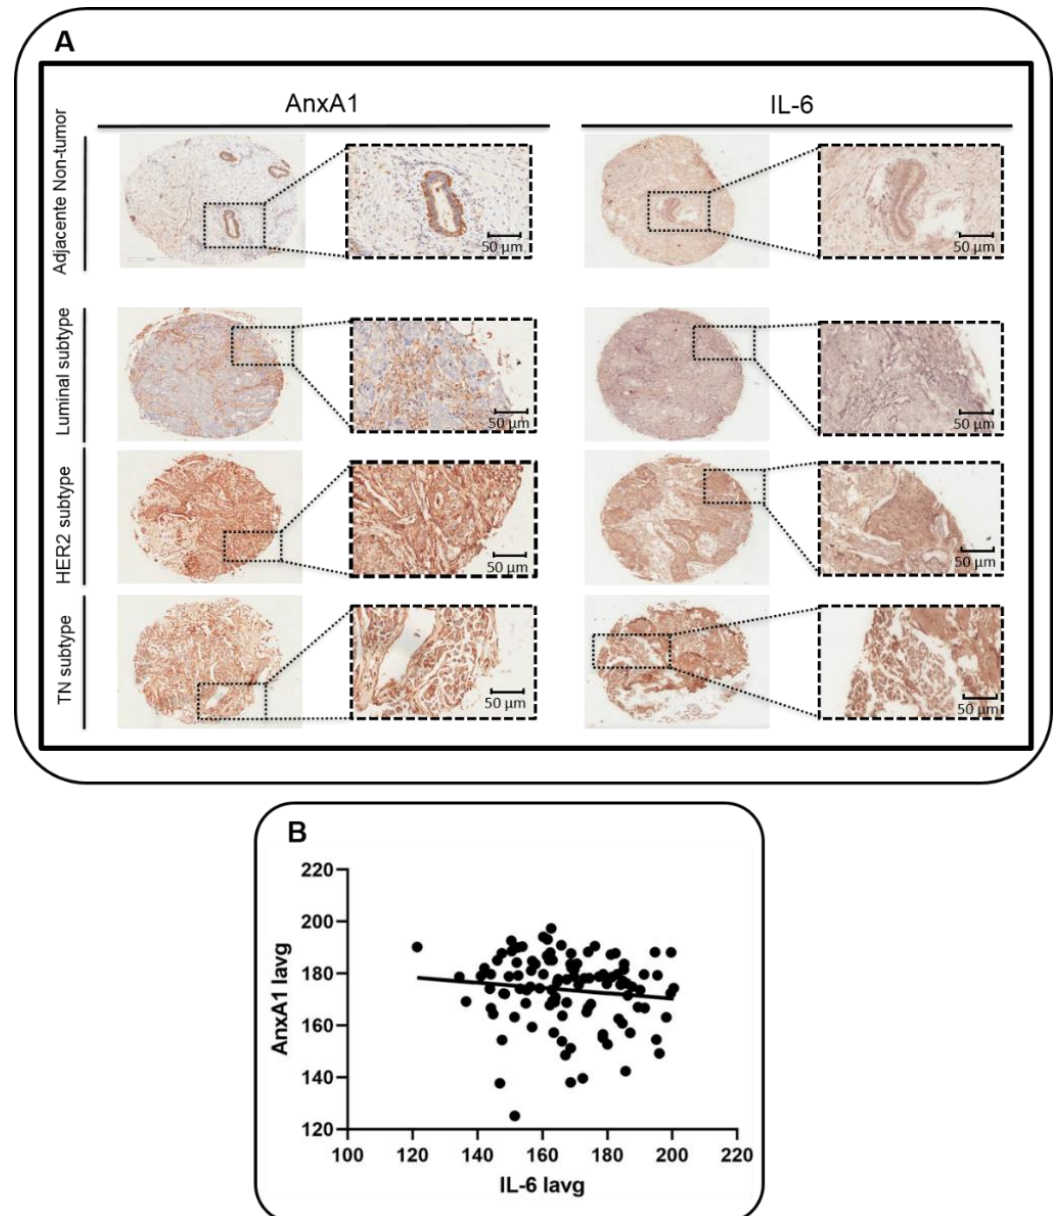 A
AnxA1 IL-6
Adjacente Non-tumor
50 µm 50 µm
Luminal subtype
50 µm 50 µm
HER2 subtype
50 µm 50 µm
TN subtype
50 µm 50 µm
B
220
200
180
160
140
120
AnxA1 lavg
100 120 140 160 180 200 220
IL-6 lavg